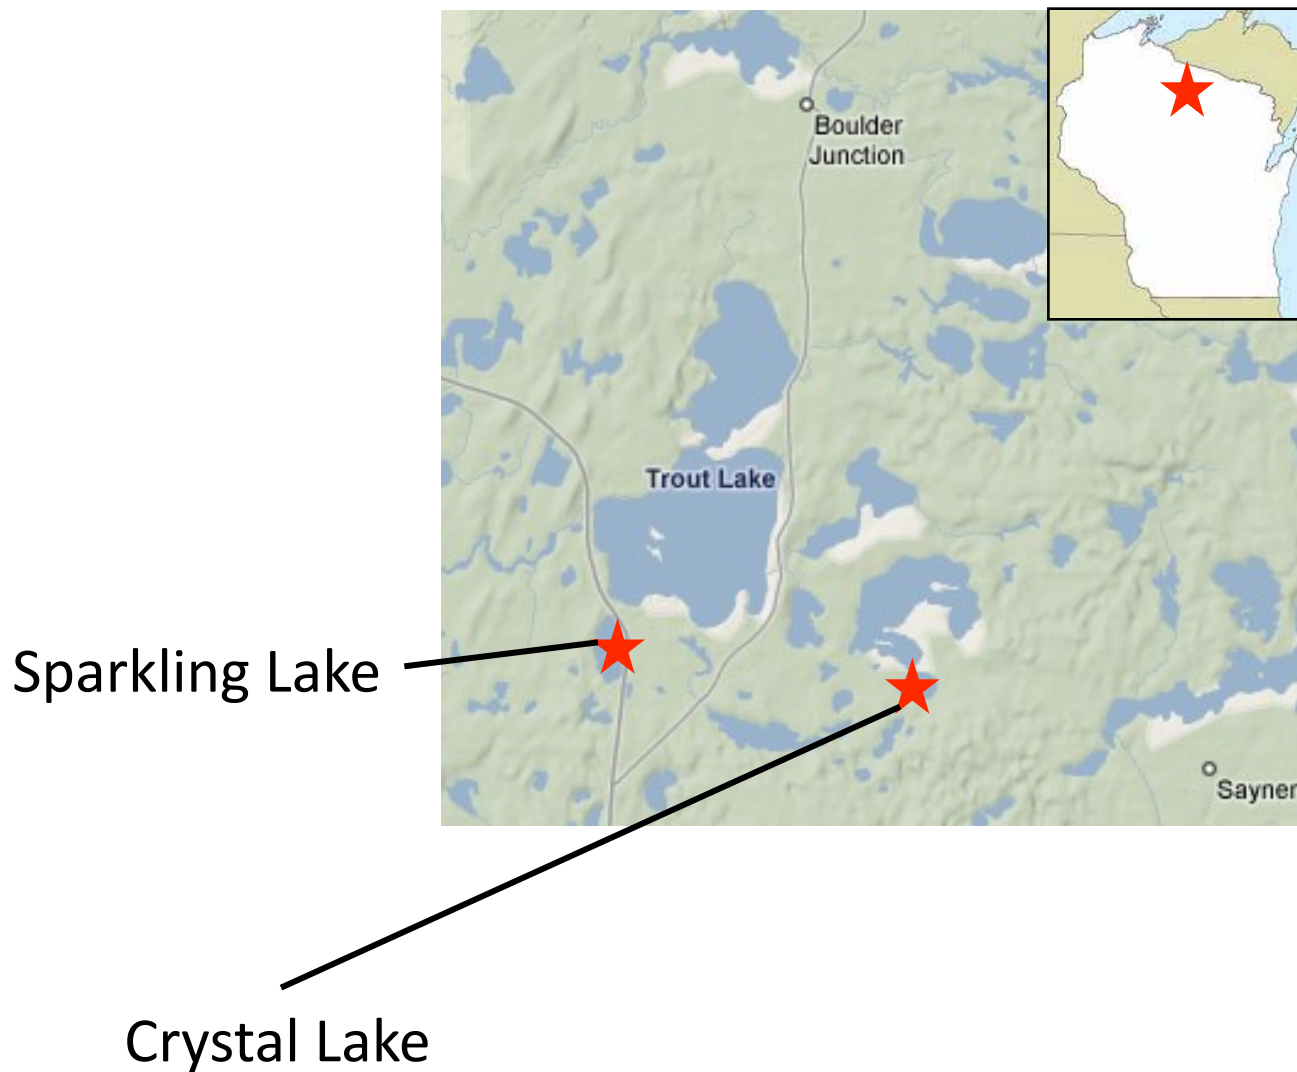 Boulder
Junction
Trout Lake
Sparkling Lake
Sayner
Crystal Lake